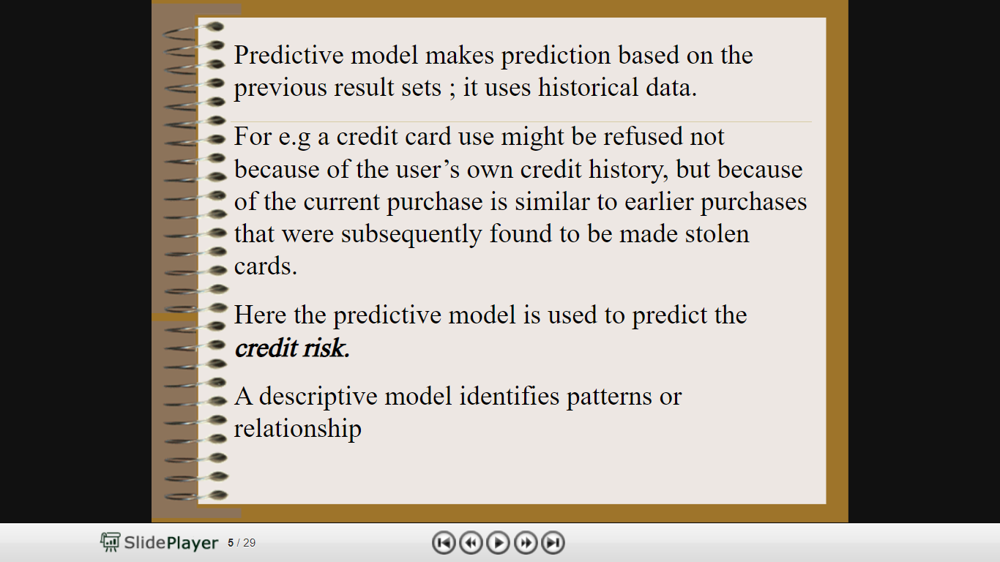 Predictive model makes prediction based on the
previous result sets ; it uses historical data.
For e.g a credit card use might be refused not
because of the user’s own credit history, but because
of the current purchase is similar to earlier purchases
that were subsequently found to be made stolen
cards.
Here the predictive model is used to predict the
credit risk.
A descriptive model identifies patterns or
relationship
SlidePlayer 5 / 29